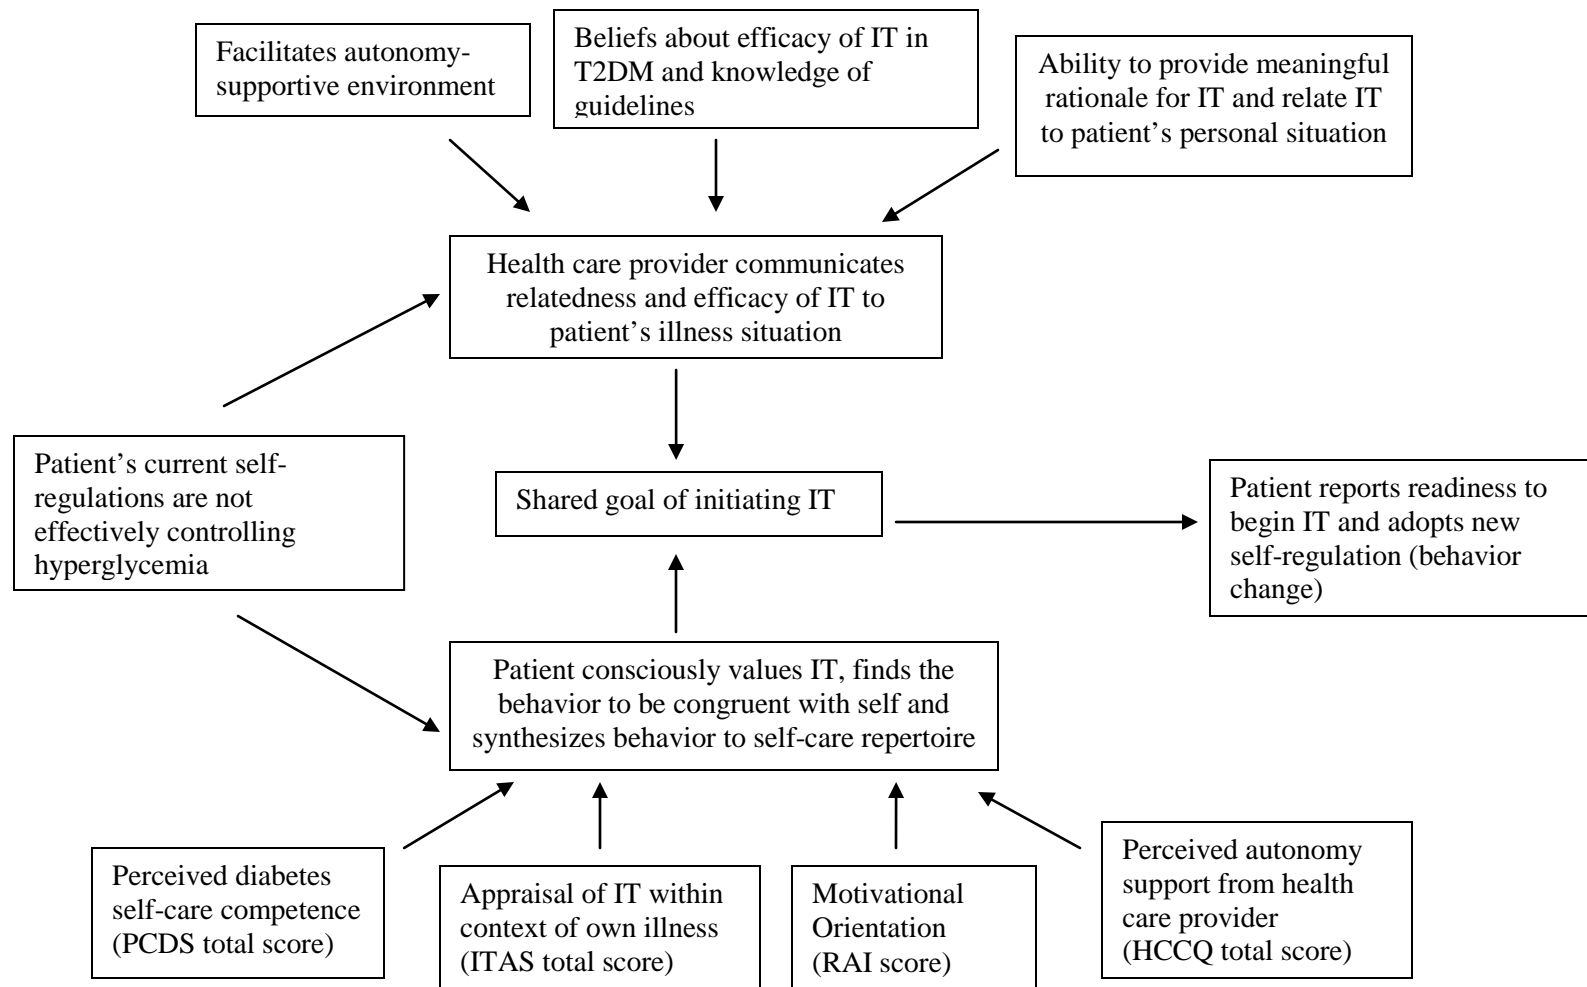 Facilitates autonomy-
supportive environment
Beliefs about efficacy of IT in
T2DM and knowledge of
guidelines
Ability to provide meaningful
rationale for IT and relate IT
to patient’s personal situation
Health care provider communicates
relatedness and efficacy of IT to
patient’s illness situation
Patient’s current self-
regulations are not
effectively controlling
hyperglycemia
Shared goal of initiating IT
Patient reports readiness to
begin IT and adopts new
self-regulation (behavior
change)
Patient consciously values IT, finds the
behavior to be congruent with self and
synthesizes behavior to self-care repertoire
Perceived diabetes
self-care competence
(PCDS total score)
Appraisal of IT within
context of own illness
(ITAS total score)
Motivational
Orientation
(RAI score)
Perceived autonomy
support from health
care provider
(HCCQ total score)